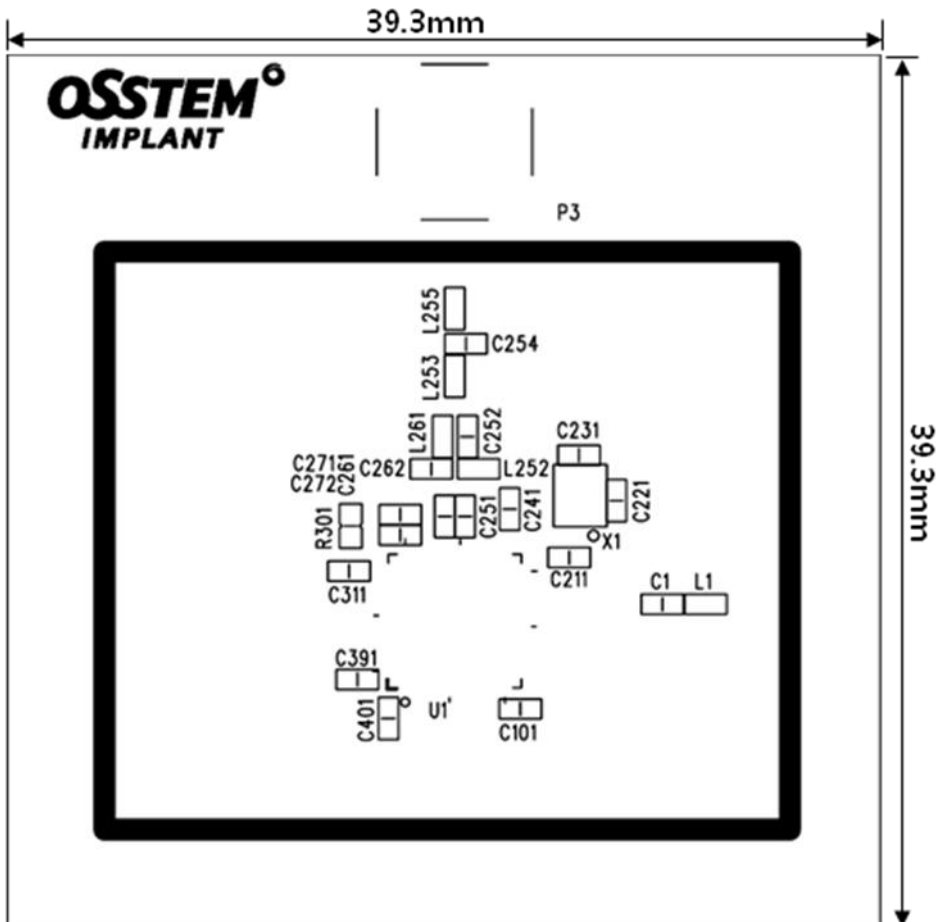 39.3mm
OSSTEM
IMPLANT
P3
L255
C254
L253
L261
C252
C231
C271
C272
C261
C262
L252
C221
R301
C251
C241
X1
C311
C211
C1
L1
39.3mm
C391
C401
U1
C101